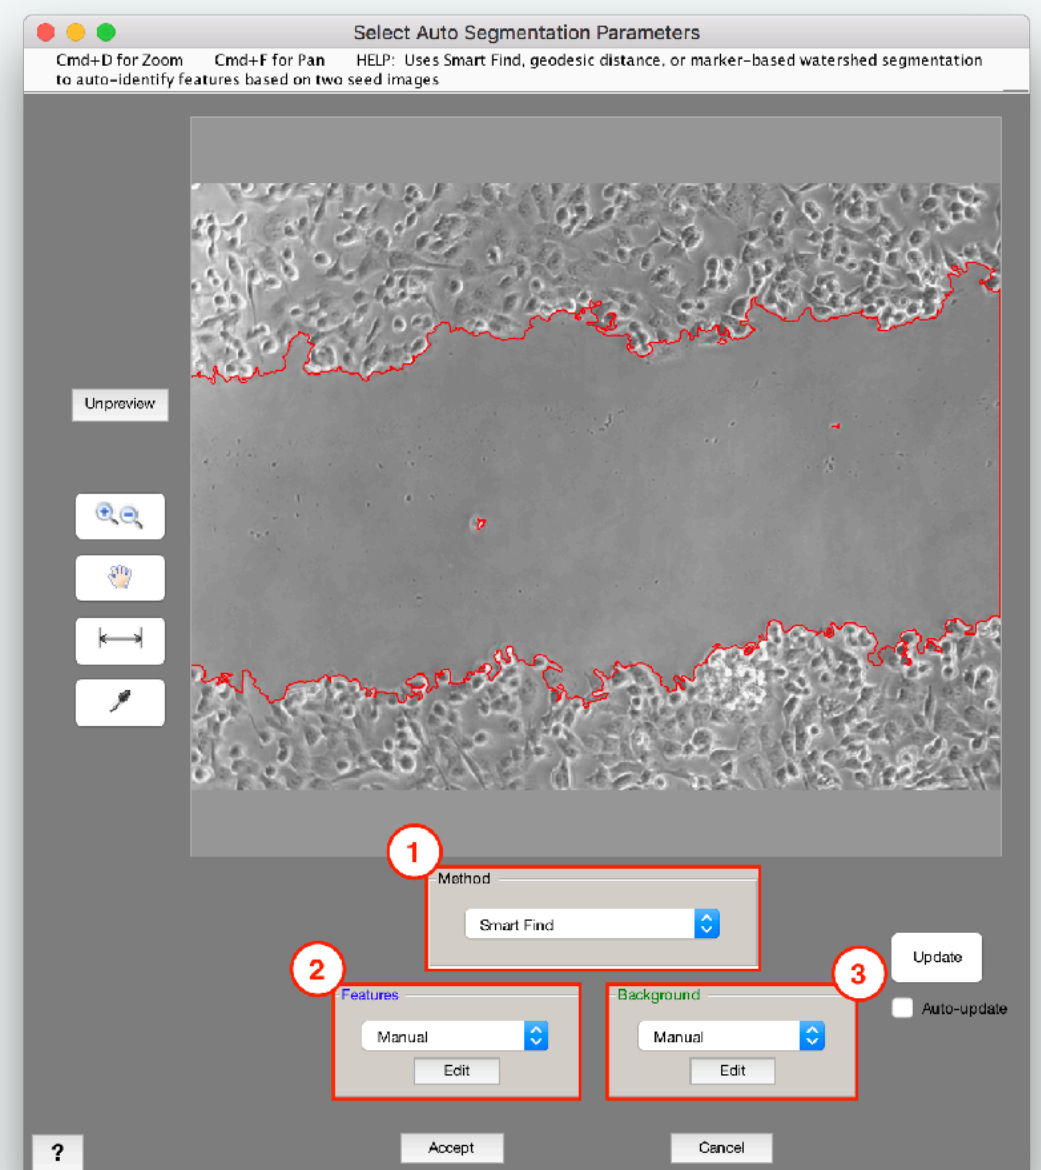 Select Auto Segmentation Parameters
Cmd+D for Zoom Cmd+F for Pan HELP: Uses Smart Find, geodesic distance, or marker-based watershed segmentation
to auto-identify features based on two seed images
Unpreview
1
Method
Smart Find
2
Features
Manual
Edit
3
Background
Manual
Edit
Update
Auto-update
?
Accept
Cancel